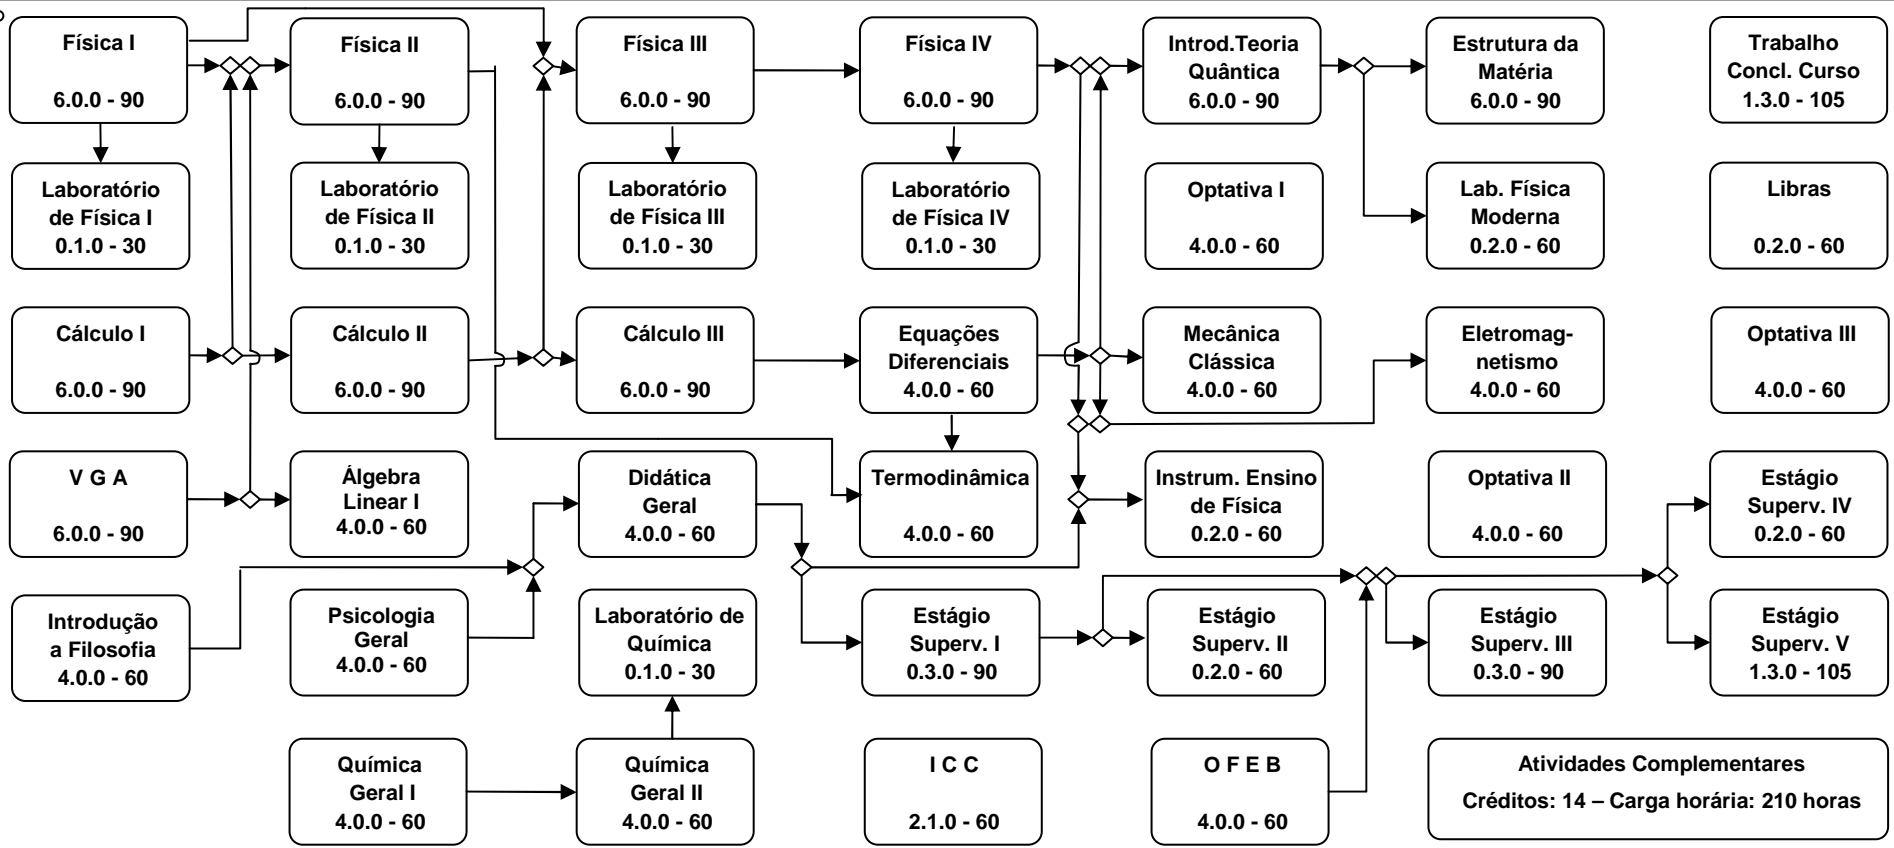 Física I
6.0.0 - 90
Física II
6.0.0 - 90
Física III
6.0.0 - 90
Física IV
6.0.0 - 90
Introd.Teoria
Quântica
6.0.0 - 90
Estrutura da
Matéria
6.0.0 - 90
Trabalho
Concl. Curso
1.3.0 - 105
Laboratório
de Física I
0.1.0 - 30
Laboratório
de Física II
0.1.0 - 30
Laboratório
de Física III
0.1.0 - 30
Laboratório
de Física IV
0.1.0 - 30
Optativa I
4.0.0 - 60
Lab. Física
Moderna
0.2.0 - 60
Libras
0.2.0 - 60
Cálculo I
6.0.0 - 90
Cálculo II
6.0.0 - 90
Cálculo III
6.0.0 - 90
Equações
Diferenciais
4.0.0 - 60
Mecânica
Clássica
4.0.0 - 60
Eletromag-
netismo
4.0.0 - 60
Optativa III
4.0.0 - 60
V G A
6.0.0 - 90
Álgebra
Linear I
4.0.0 - 60
Didática
Geral
4.0.0 - 60
Termodinâmica
4.0.0 - 60
Instrum. Ensino
de Física
0.2.0 - 60
Optativa II
4.0.0 - 60
Estágio
Superv. IV
0.2.0 - 60
Introdução
a Filosofia
4.0.0 - 60
Psicologia
Geral
4.0.0 - 60
Laboratório de
Química
0.1.0 - 30
Estágio
Superv. I
0.3.0 - 90
Estágio
Superv. II
0.2.0 - 60
Estágio
Superv. III
0.3.0 - 90
Estágio
Superv. V
1.3.0 - 105
Química
Geral I
4.0.0 - 60
Química
Geral II
4.0.0 - 60
I C C
2.1.0 - 60
O F E B
4.0.0 - 60
Atividades Complementares
Créditos: 14 – Carga horária: 210 horas